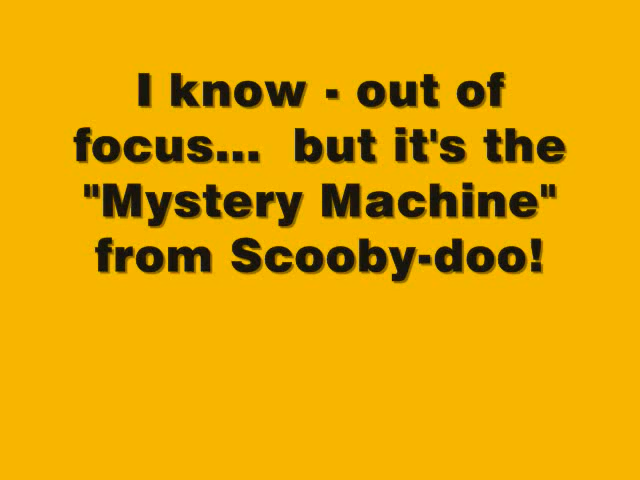 I know - out of
focus...  but it's the
"Mystery Machine"
from Scooby-doo!